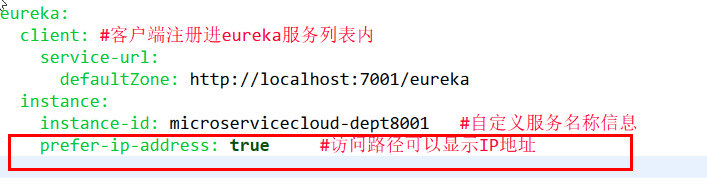 eureka:
  client: #客户端注册进eureka服务列表内
    service-url:
      defaultZone: http://localhost:7001/eureka
  instance:
    instance-id: microservicecloud-dept8001   #自定义服务名称信息
    prefer-ip-address: true     #访问路径可以显示IP地址